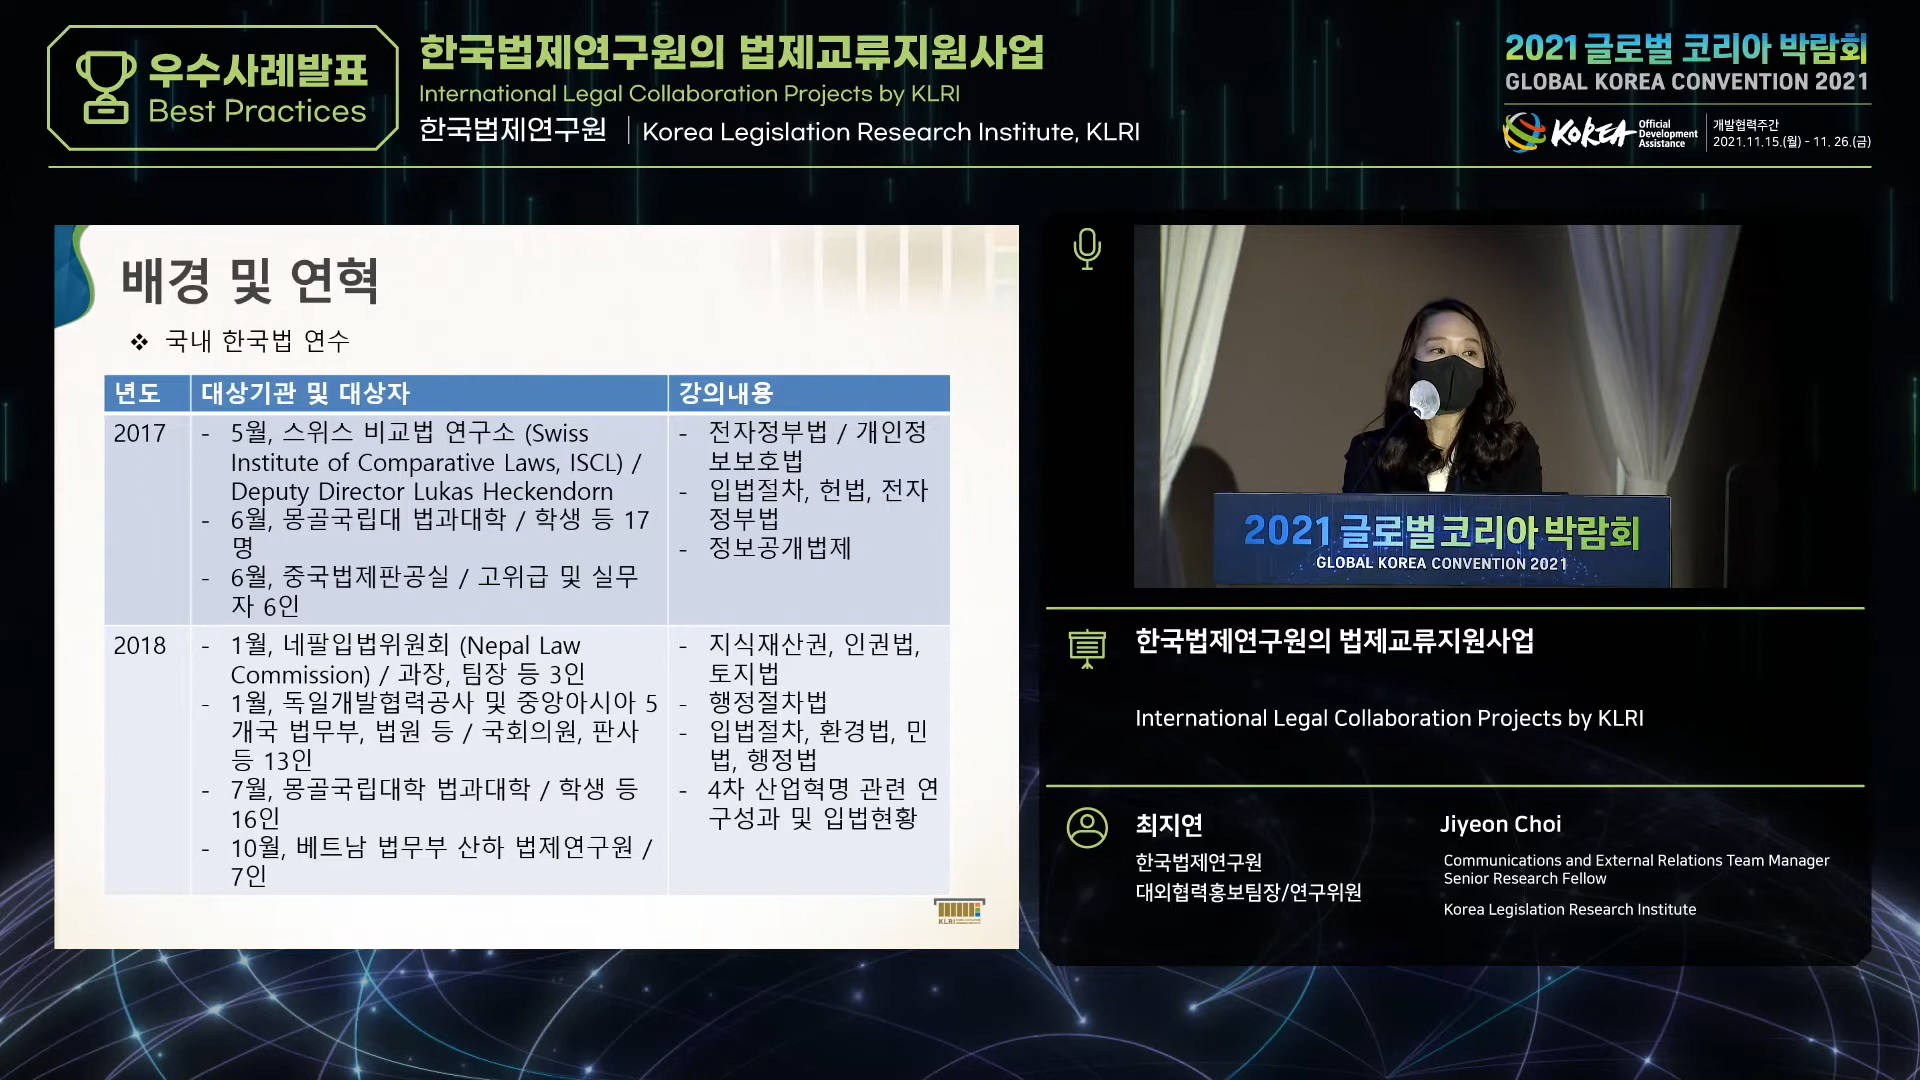 우수사례발표
Best Practices
한국법제연구원의 법제교류지원사업
International Legal Collaboration Projects by KLRI
한국법제연구원 | Korea Legislation Research Institute, KLRI
2021 글로벌 코리아 박람회
GLOBAL KOREA CONVENTION 2021
KOREA
Official
Development
Assistance
개발협력주간
2021.11.15.(월) - 11. 26.(금)
배경 및 연혁
❖ 국내 한국법 연수
년도
대상기관 및 대상자
강의내용
2017
- 5월, 스위스 비교법 연구소 (Swiss
Institute of Comparative Laws, ISCL) /
Deputy Director Lukas Heckendorn
- 6월, 몽골국립대 법과대학 / 학생 등 17
명
- 6월, 중국법제판공실 / 고위급 및 실무
자 6인
- 전자정부법 / 개인정
보보호법
- 입법절차, 헌법, 전자
정부법
- 정보공개법제
2018
- 1월, 네팔입법위원회 (Nepal Law
Commission) / 과장, 팀장 등 3인
- 1월, 독일개발협력공사 및 중앙아시아 5
개국 법무부, 법원 등 / 국회의원, 판사
등 13인
- 7월, 몽골국립대학 법과대학 / 학생 등
16인
- 10월, 베트남 법무부 산하 법제연구원 /
7인
- 지식재산권, 인권법,
토지법
- 행정절차법
- 입법절차, 환경법, 민
법, 행정법
- 4차 산업혁명 관련 연
구성과 및 입법현황
KLRI
2021 글로벌 코리아 박람회
GLOBAL KOREA CONVENTION 2021
한국법제연구원의 법제교류지원사업
International Legal Collaboration Projects by KLRI
최지연
한국법제연구원
대외협력홍보팀장/연구위원
Jiyeon Choi
Communications and External Relations Team Manager
Senior Research Fellow
Korea Legislation Research Institute